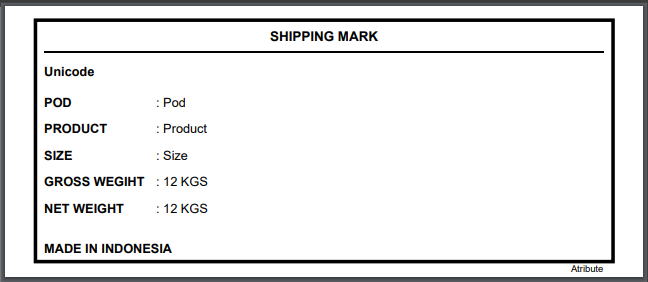 SHIPPING MARK
Unicode
POD : Pod
PRODUCT : Product
SIZE : Size
GROSS WEGIHT : 12 KGS
NET WEIGHT : 12 KGS
MADE IN INDONESIA
Atribute